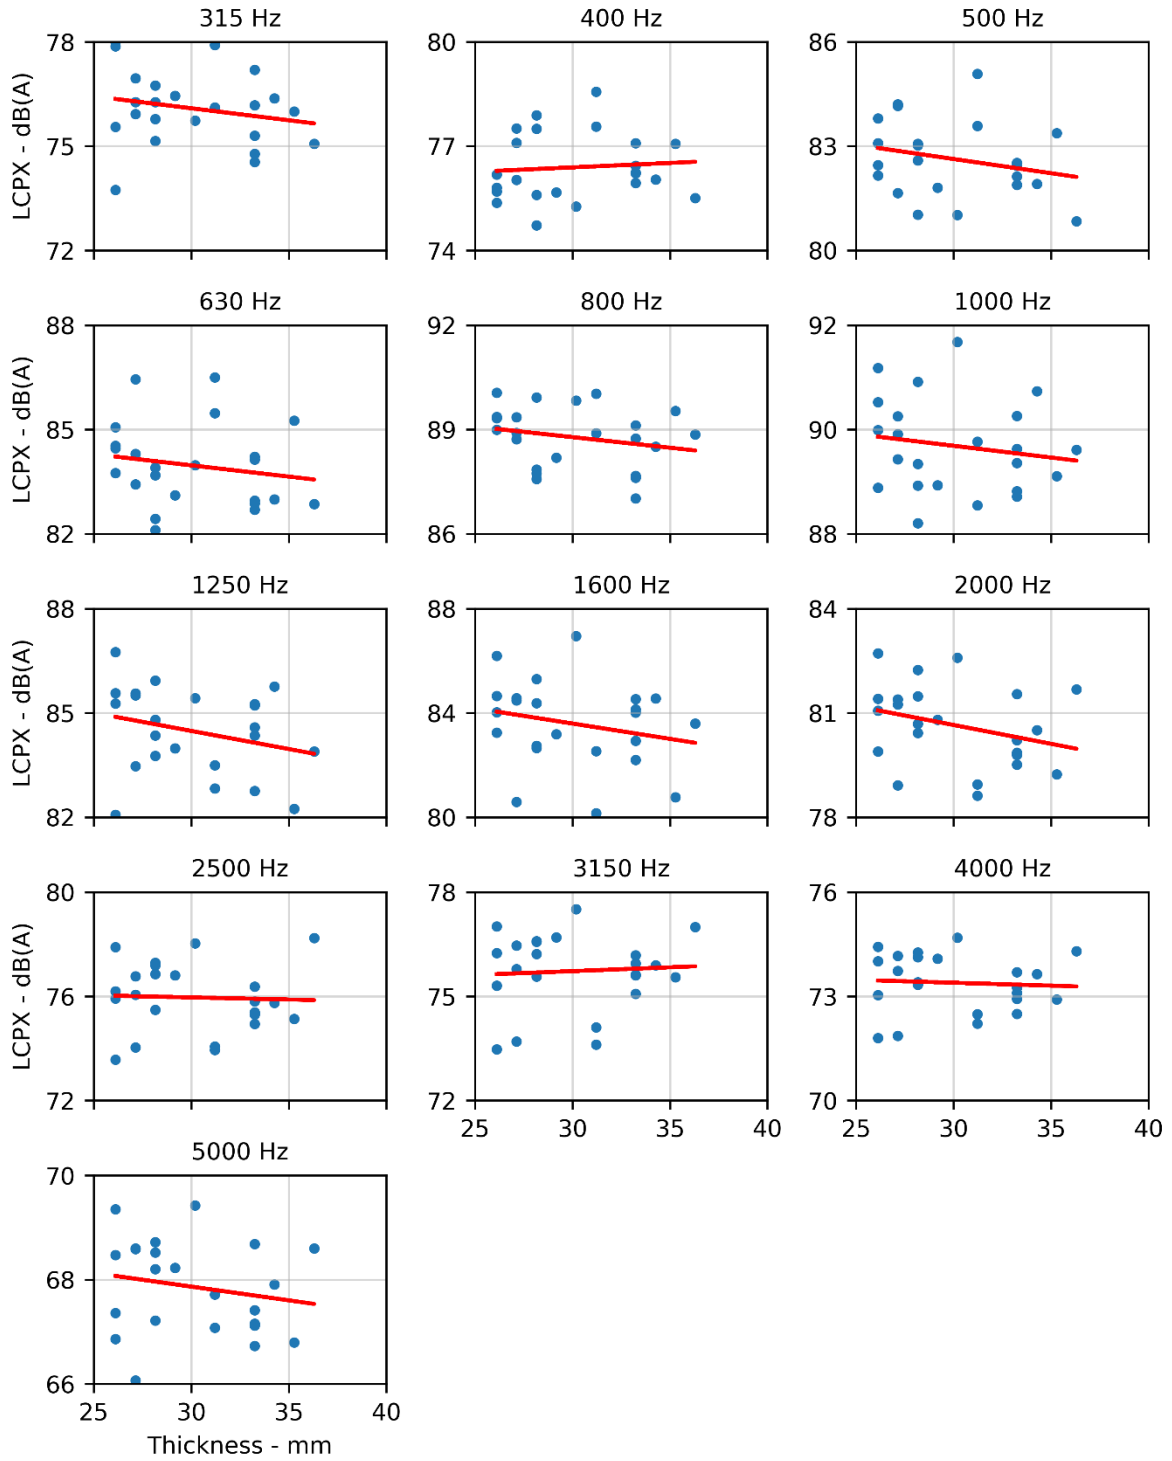 315 Hz 400 Hz 500 Hz
78 80 86
LCPX - dB(A)
75 77 83
72 74 80
630 Hz 800 Hz 1000 Hz
88 92 92
LCPX - dB(A)
85 89 90
82 86 88
1250 Hz 1600 Hz 2000 Hz
88 88 84
LCPX - dB(A)
85 84 81
82 80 78
2500 Hz 3150 Hz 4000 Hz
80 78 76
LCPX - dB(A)
76 75 73
72 72 70
25 30 35 40 25 30 35 40
5000 Hz
70
LCPX - dB(A)
68
66
25 30 35 40
Thickness - mm